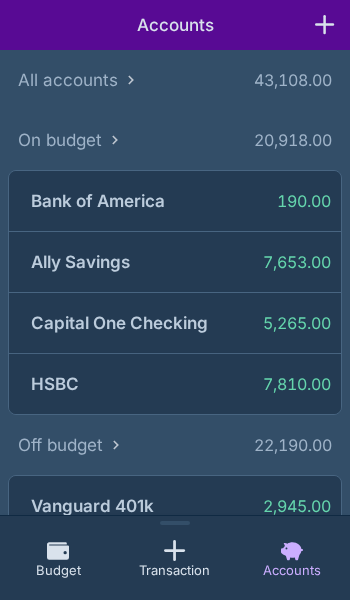 Accounts
All accounts 43,108.00
On budget 20,918.00
Bank of America 190.00
Ally Savings 7,653.00
Capital One Checking 5,265.00
HSBC 7,810.00
Off budget 22,190.00
Vanguard 401k 2,945.00
Budget Transaction Accounts